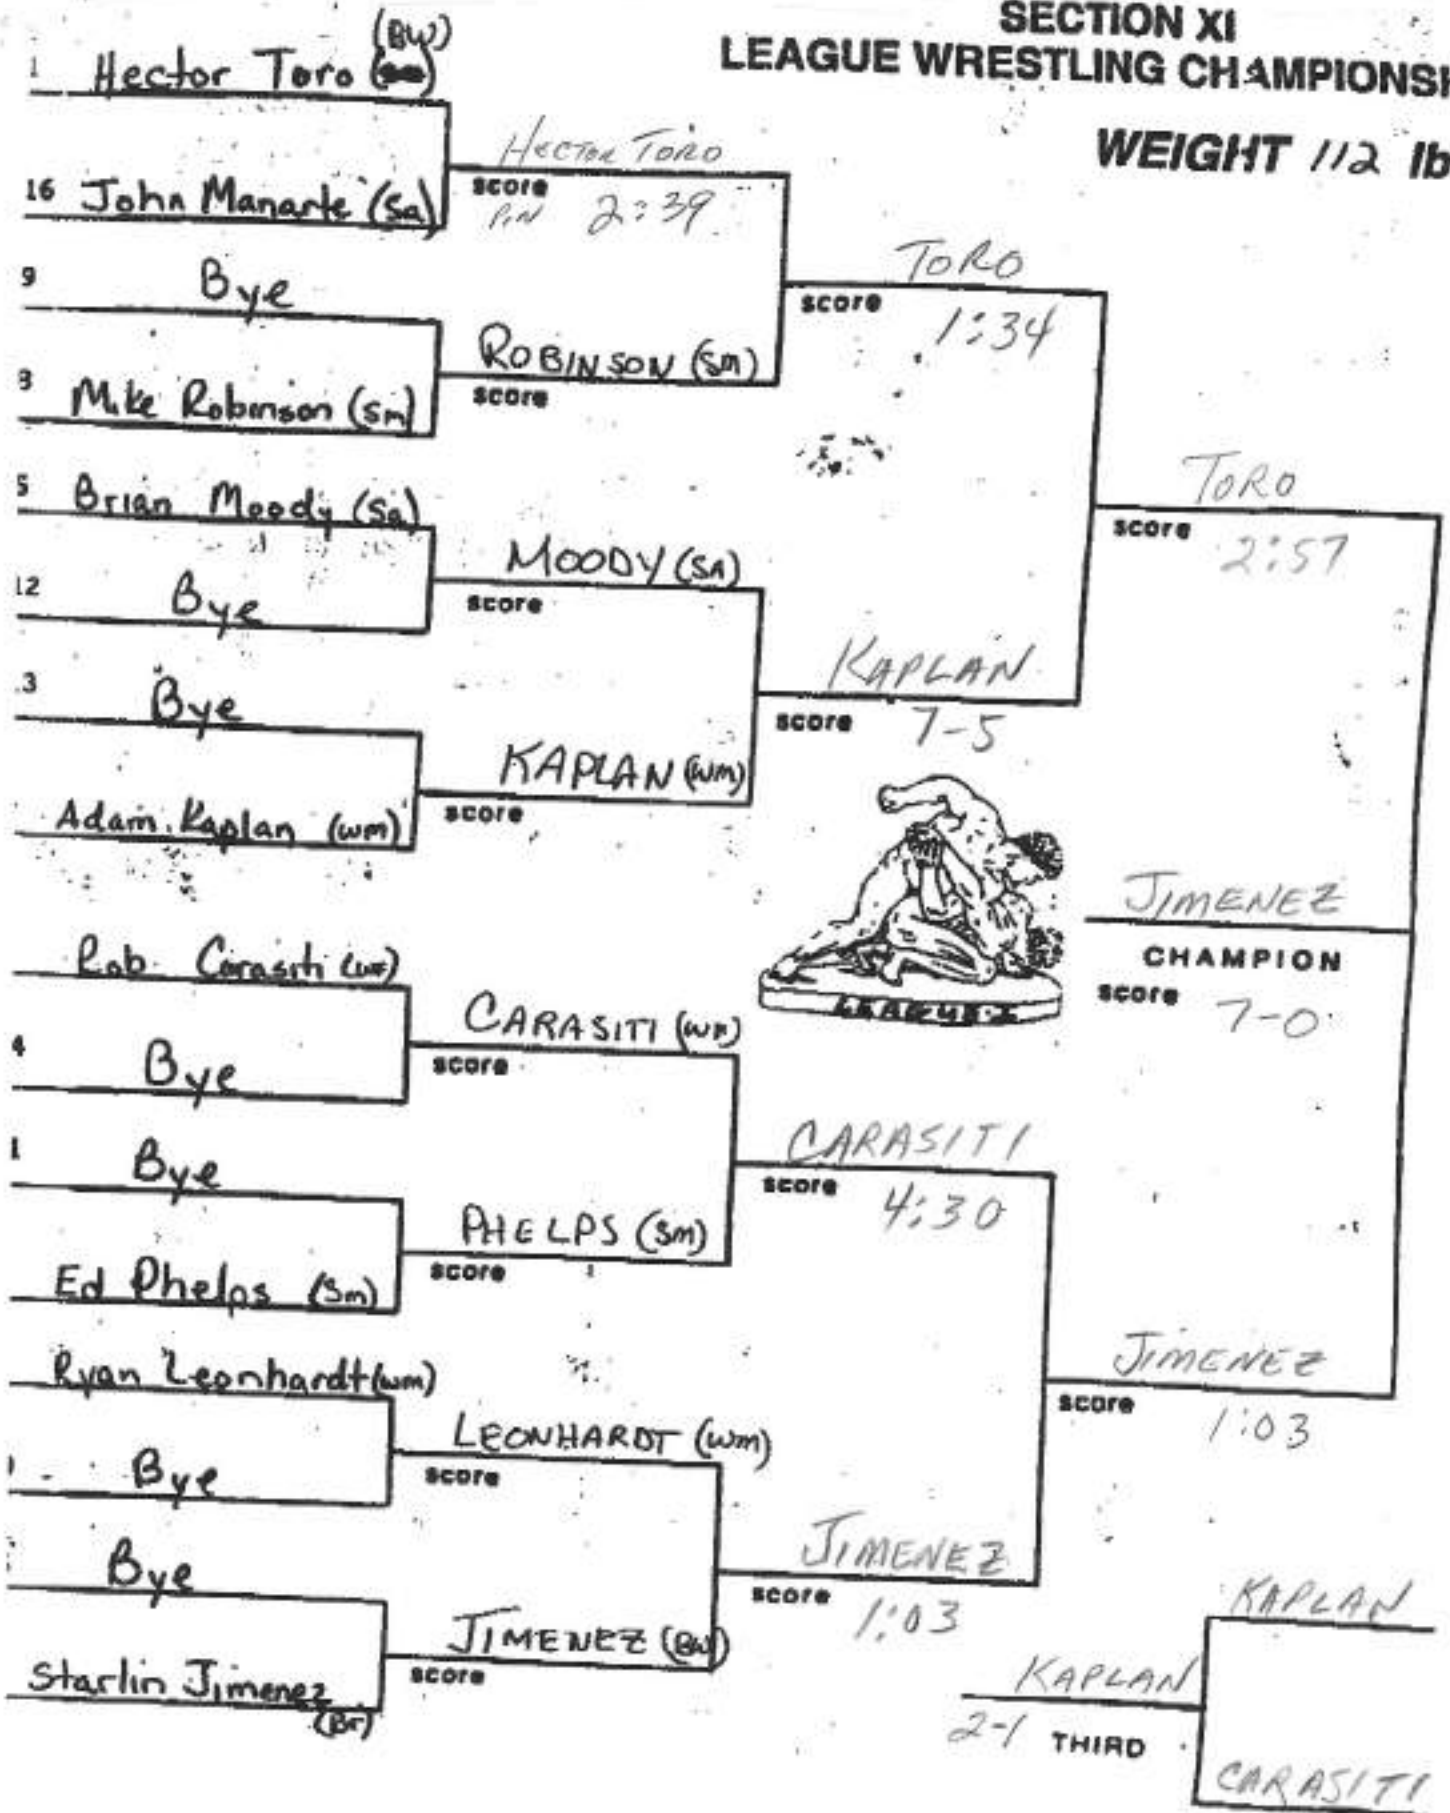 SECTION XI
LEAGUE WRESTLING CHAMPIONSH
WEIGHT 112 lb
(BW)
1 Hector Toro
HECTOR TORO
score
PIN 2:39
16 John Manarte (Sa)
TORO
score
1:34
9 Bye
ROBINSON (Sm)
score
8 Mike Robinson (Sm)
TORO
score
2:57
5 Brian Moody (Sa)
MOODY (SA)
score
12 Bye
KAPLAN
score 7-5
.3 Bye
KAPLAN (Wm)
score
Adam Kaplan (wm)
JIMENEZ
CHAMPION
score 7-0
LEAGUE I
Rob Carasiti (WF)
CARASITI (WF)
score
4 Bye
CARASITI
score
4:30
1 Bye
PHELPS (Sm)
score
Ed Phelps (Sm)
JIMENEZ
score
1:03
Ryan Leonhardt (wm)
LEONHARDT (Wm)
score
Bye
JIMENEZ
score
1:03
Bye
JIMENEZ (BW)
score
Starlin Jimenez
(Br)
KAPLAN
KAPLAN
2-1 THIRD
CARASITI